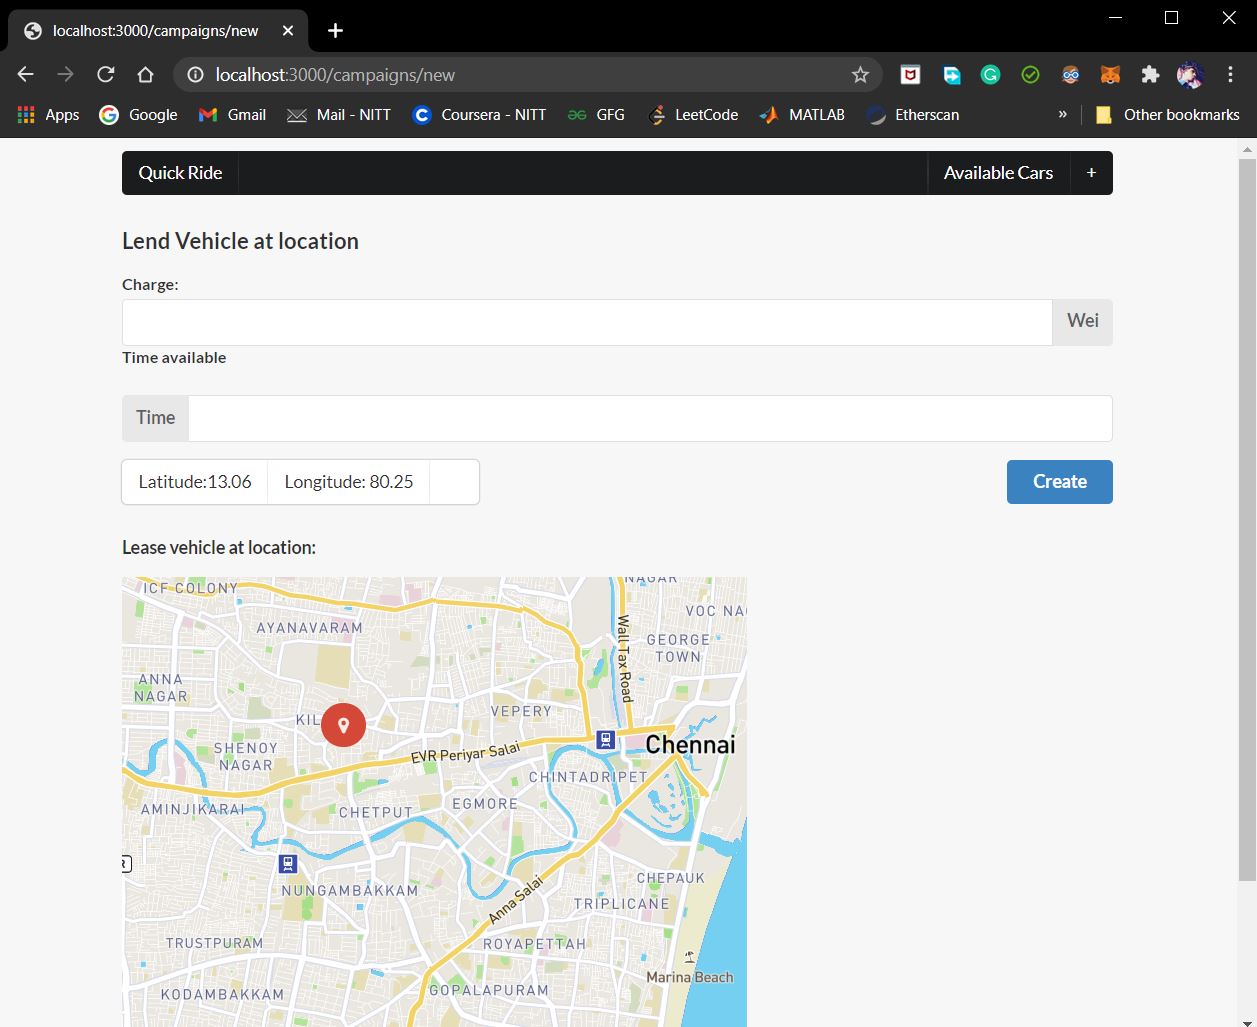 localhost:3000/campaigns/new
localhost:3000/campaigns/new
Apps Google Gmail Mail - NITT Coursera - NITT GFG LeetCode MATLAB Etherscan » Other bookmarks
Quick Ride Available Cars +
Lend Vehicle at location
Charge:
Wei
Time available
Time
Latitude:13.06 Longitude: 80.25 Create
Lease vehicle at location:
ICF COLONY
NAGAR
VOC NA
AYANAVARAM
Wall Tax Road
GEORGE
TOWN
ANNA
NAGAR
KIL
VEPERY
EVR Periyar Salai
Chennai
SHENOY
NAGAR
CHINTADRIPET
AMINJIKARAI
CHETPUT
EGMORE
NUNGAMBAKKAM
CHEPAUK
Anna Salai
TRIPLICANE
TRUSTPURAM
ROYAPETTAH
Marina Beach
KODAMBAKKAM
GOPALAPURAM